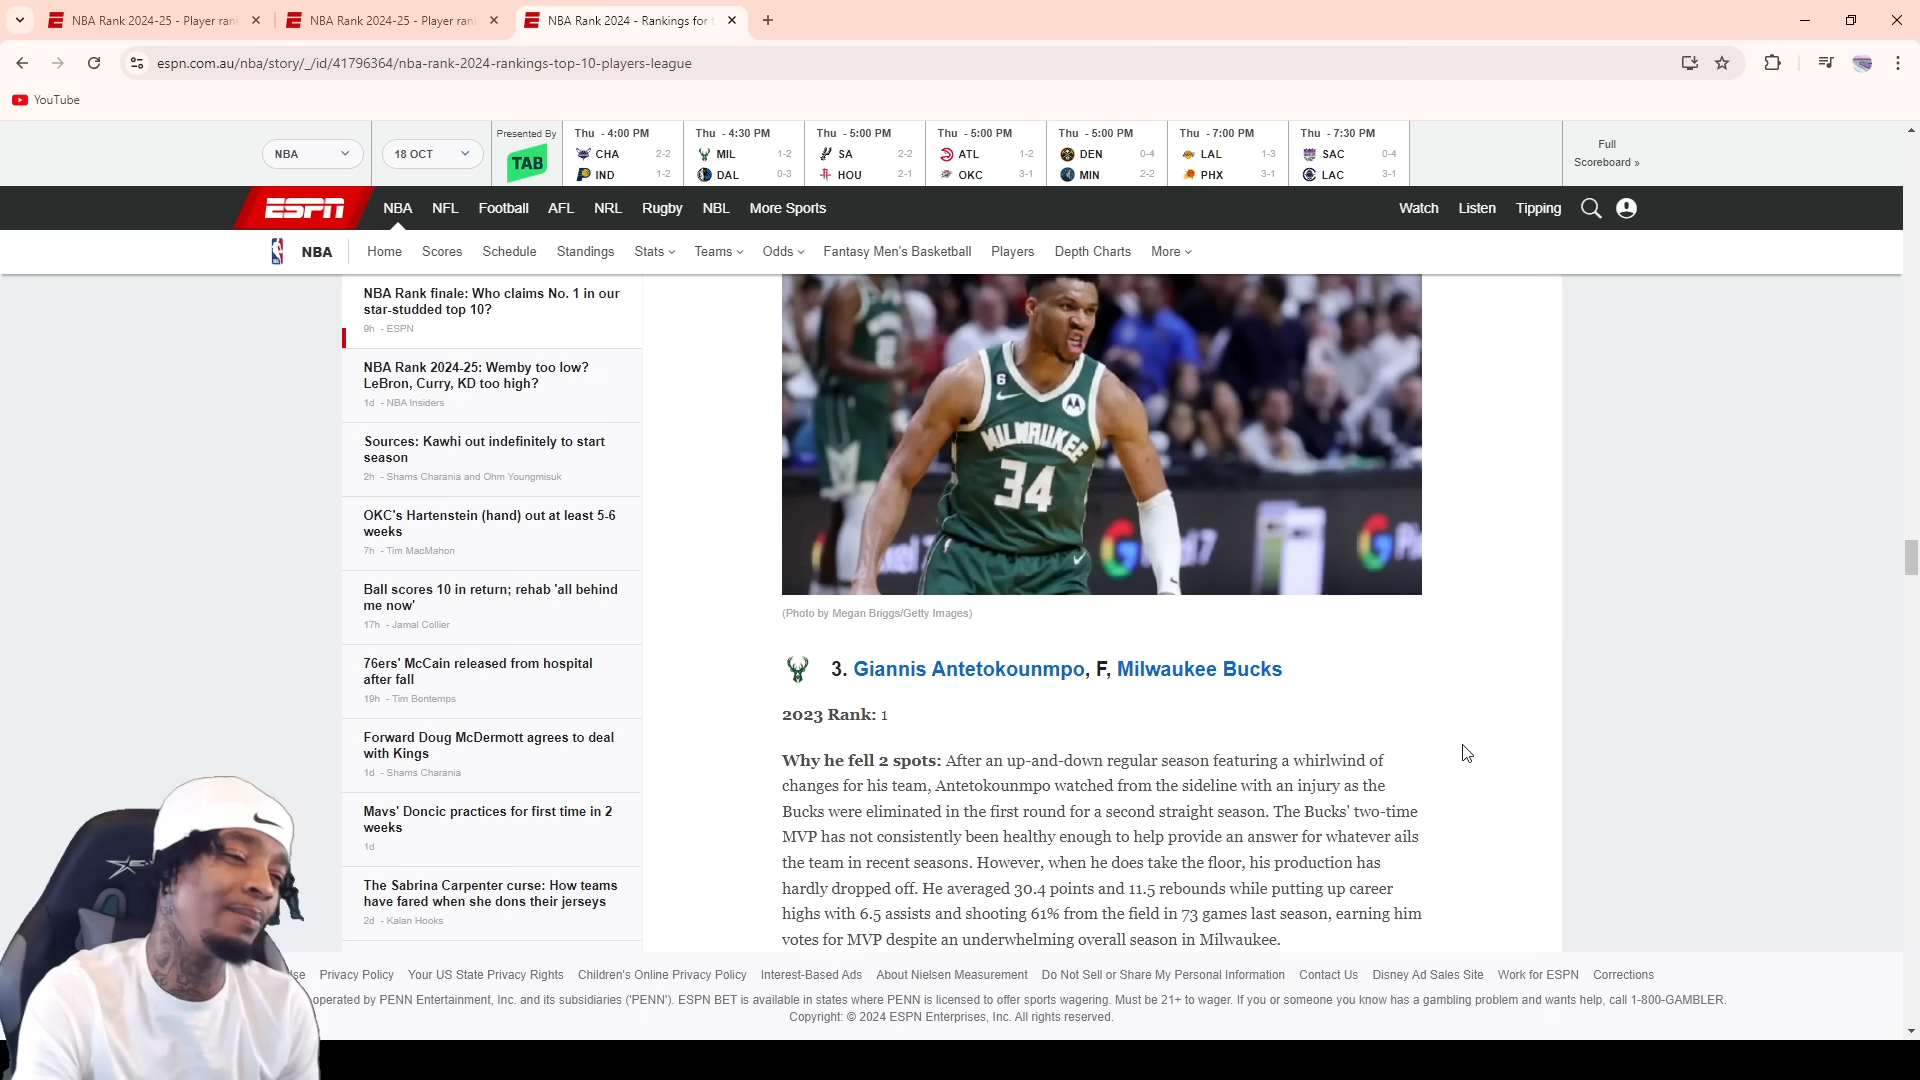 NBA Rank 2024-25 - Player ran
NBA Rank 2024-25 - Player ran
NBA Rank 2024 - Rankings for t
espn.com.au/nba/story/_/id/41796364/nba-rank-2024-rankings-top-10-players-league
YouTube
NBA
18 OCT
Presented By
TAB
Thu - 4:00 PM
CHA 2-2
IND 1-2
Thu - 4:30 PM
MIL 1-2
DAL 0-3
Thu - 5:00 PM
SA 2-2
HOU 2-1
Thu - 5:00 PM
ATL 1-2
OKC 3-1
Thu - 5:00 PM
DEN 0-4
MIN 2-2
Thu - 7:00 PM
LAL 1-3
PHX 3-1
Thu - 7:30 PM
SAC 0-4
LAC 3-1
Full
Scoreboard »
ESPN NBA NFL Football AFL NRL Rugby NBL More Sports Watch Listen Tipping
NBA Home Scores Schedule Standings Stats Teams Odds Fantasy Men's Basketball Players Depth Charts More
NBA Rank finale: Who claims No. 1 in our
star-studded top 10?
9h - ESPN
NBA Rank 2024-25: Wemby too low?
LeBron, Curry, KD too high?
1d - NBA Insiders
Sources: Kawhi out indefinitely to start
season
2h - Shams Charania and Ohm Youngmisuk
OKC's Hartenstein (hand) out at least 5-6
weeks
7h - Tim MacMahon
Ball scores 10 in return; rehab 'all behind
me now'
17h - Jamal Collier
76ers' McCain released from hospital
after fall
19h - Tim Bontemps
Forward Doug McDermott agrees to deal
with Kings
1d - Shams Charania
Mavs' Doncic practices for first time in 2
weeks
1d
The Sabrina Carpenter curse: How teams
have fared when she dons their jerseys
2d - Kalan Hooks
6
MILWAUKEE
34
(Photo by Megan Briggs/Getty Images)
3. Giannis Antetokounmpo, F, Milwaukee Bucks
2023 Rank: 1
Why he fell 2 spots: After an up-and-down regular season featuring a whirlwind of
changes for his team, Antetokounmpo watched from the sideline with an injury as the
Bucks were eliminated in the first round for a second straight season. The Bucks' two-time
MVP has not consistently been healthy enough to help provide an answer for whatever ails
the team in recent seasons. However, when he does take the floor, his production has
hardly dropped off. He averaged 30.4 points and 11.5 rebounds while putting up career
highs with 6.5 assists and shooting 61% from the field in 73 games last season, earning him
votes for MVP despite an underwhelming overall season in Milwaukee.
Privacy Policy Your US State Privacy Rights Children's Online Privacy Policy Interest-Based Ads About Nielsen Measurement Do Not Sell or Share My Personal Information Contact Us Disney Ad Sales Site Work for ESPN Corrections
operated by PENN Entertainment, Inc. and its subsidiaries ('PENN'). ESPN BET is available in states where PENN is licensed to offer sports wagering. Must be 21+ to wager. If you or someone you know has a gambling problem and wants help, call 1-800-GAMBLER.
Copyright: © 2024 ESPN Enterprises, Inc. All rights reserved.